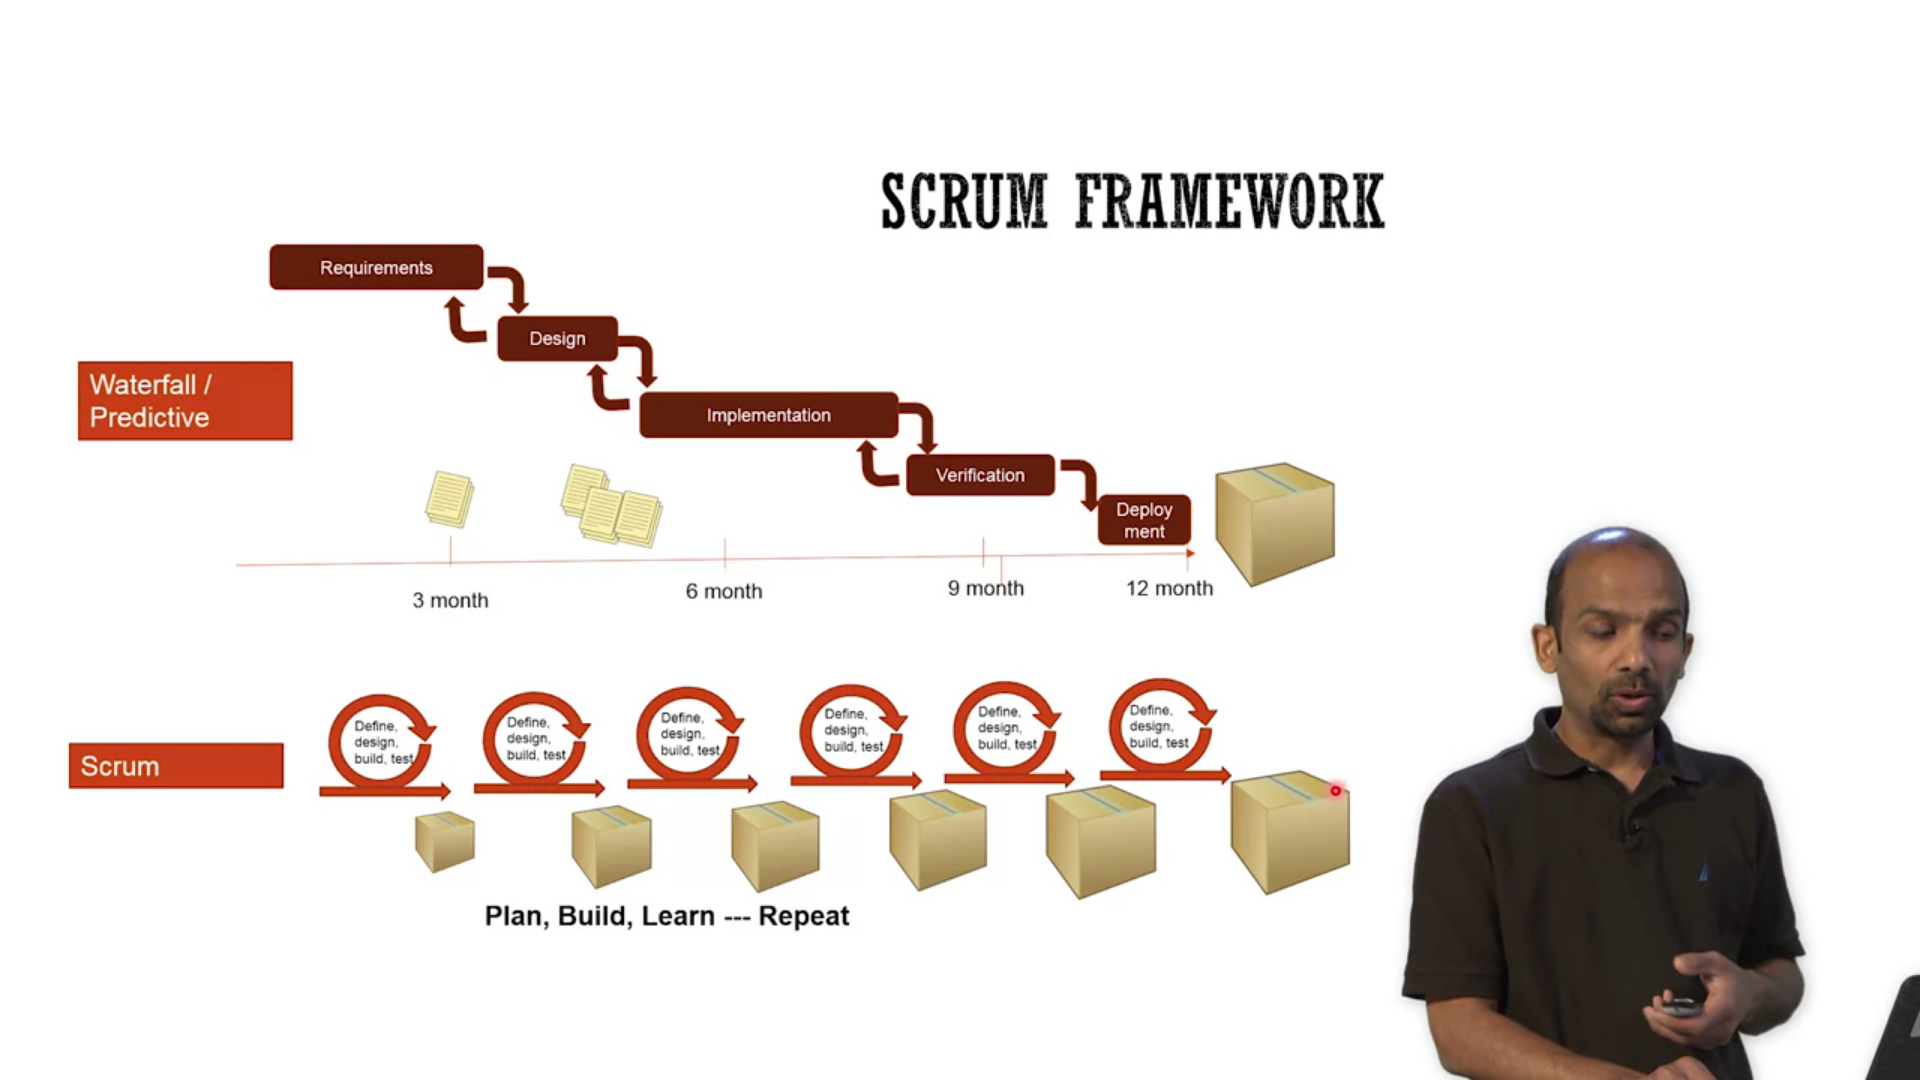 SCRUM FRAMEWORK
Requirements
Design
Waterfall /
Predictive
Implementation
Verification
Deploy
ment
3 month
6 month
9 month
12 month
Scrum
Define,
design,
build, test
Define,
design,
build, test
Define,
design,
build, test
Define,
design,
build, test
Define,
design,
build, test
Define,
design,
build, test
Plan, Build, Learn --- Repeat